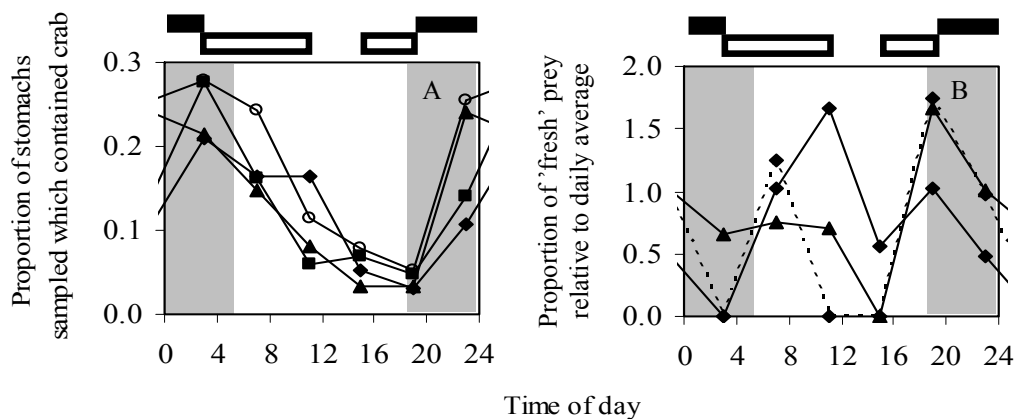 Proportion of stomachs
sampled which contained crab
0.3
0.2
0.1
0.0
A
0 4 8 12 16 20 24
Proportion of 'fresh' prey
relative to daily average
2.0
1.5
1.0
0.5
0.0
B
0 4 8 12 16 20 24
Time of day